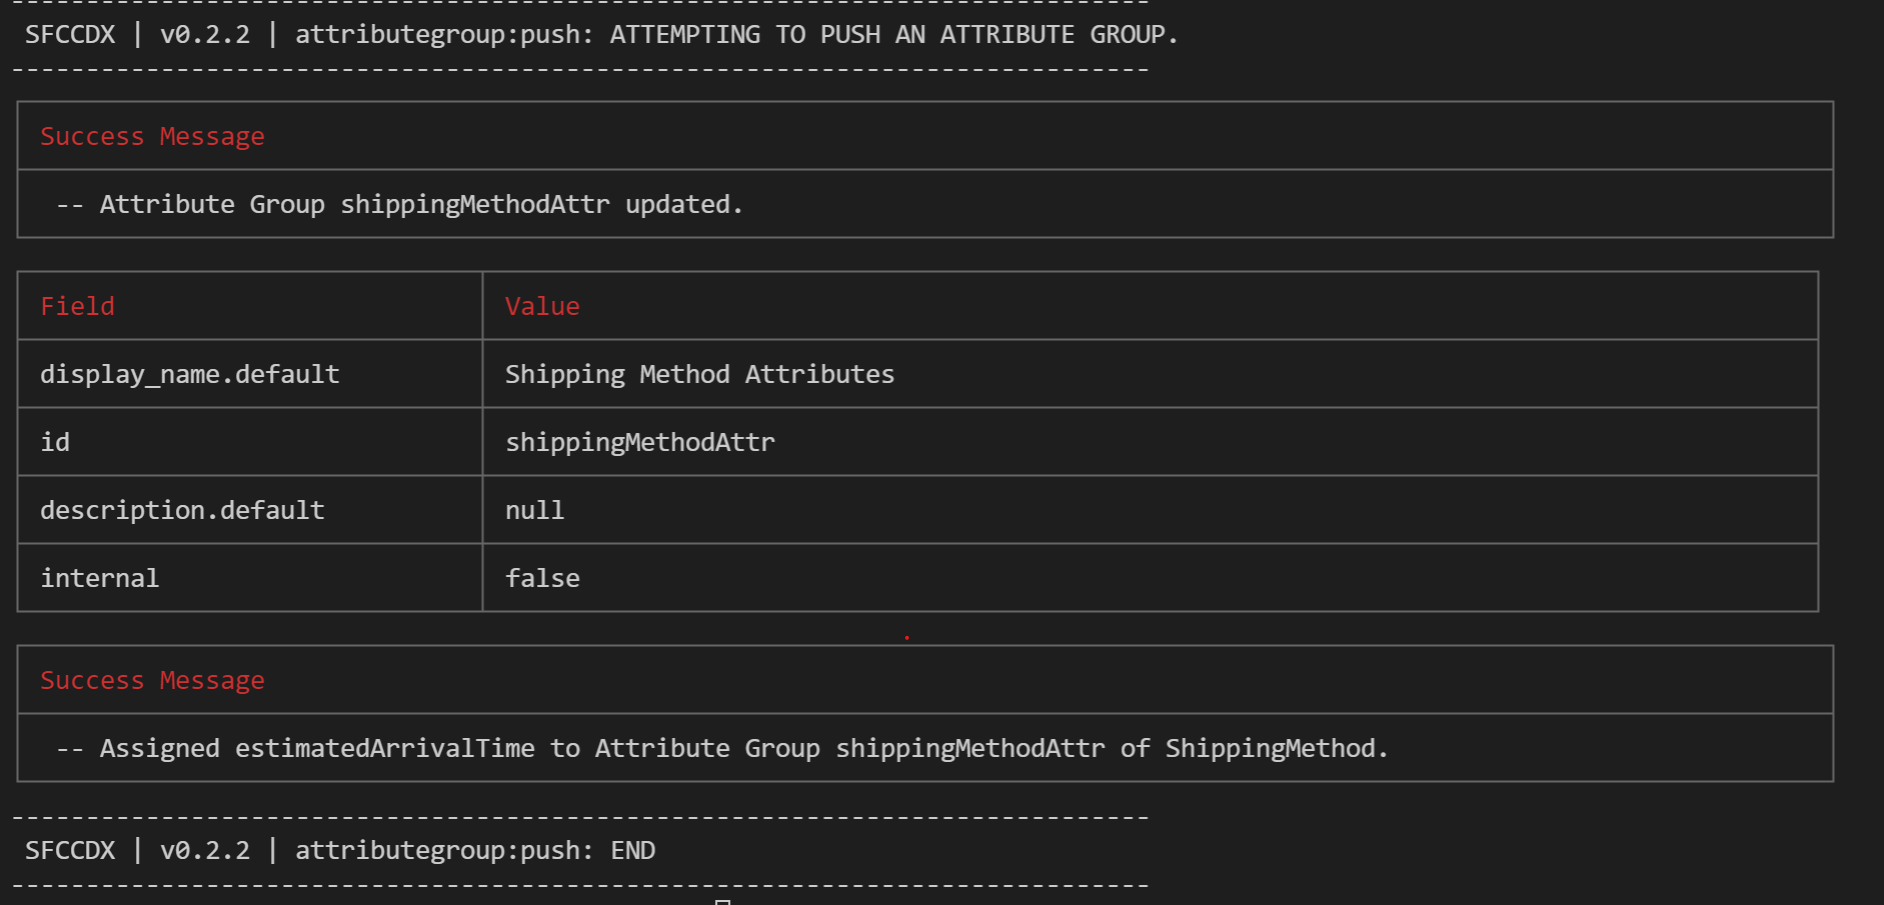 --------------------------------------------------------------------------------
SFCCDX | v0.2.2 | attributegroup:push: ATTEMPTING TO PUSH AN ATTRIBUTE GROUP.
--------------------------------------------------------------------------------
Success Message
-- Attribute Group shippingMethodAttr updated.
Field Value
display_name.default Shipping Method Attributes
id shippingMethodAttr
description.default null
internal false
Success Message
-- Assigned estimatedArrivalTime to Attribute Group shippingMethodAttr of ShippingMethod.
--------------------------------------------------------------------------------
SFCCDX | v0.2.2 | attributegroup:push: END
--------------------------------------------------------------------------------